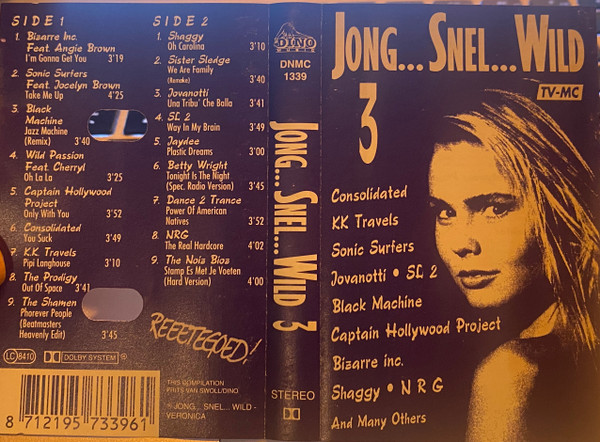 SIDE 1
1. Bizarre Inc.
Feat. Angie Brown
I'm Gonna Get You 3'19
2. Sonic Surfers
Feat. Jocelyn Brown
Take Me Up 4'25
3. Black
Machine
Jazz Machine
(Remix) 3'40
4. Wild Passion
Feat. Cherryl
Oh La La 3'25
5. Captain Hollywood
Project
Only With You 3'52
6. Consolidated
You Suck 3'49
7. K.K. Travels
Pipi Langhouse 3'10
8. The Prodigy
Out Of Space 3'41
9. The Shamen
Phorever People
(Beatmasters
Heavenly Edit) 3'45
LC 8410 DOLBY SYSTEM
8 712195 733961
SIDE 2
1. Shaggy
Oh Carolina 3'10
2. Sister Sledge
We Are Family
(Remake) 3'40
3. Jovanotti
Una Tribu' Che Balla 3'41
4. SL 2
Way In My Brain 3'49
5. Jaydee
Plastic Dreams 3'00
6. Betty Wright
Tonight Is The Night
(Spec. Radio Version) 3'45
7. Dance 2 Trance
Power Of American
Natives 3'52
8. NRG
The Real Hardcore 4'02
9. The Nois Bioz
Stamp Es Met Je Voeten
(Hard Version) 4'00
REEETEGOED!
THIS COMPILATION
FRITS VAN SWOLL/DINO
JONG... SNEL... WILD -
VERONICA
DINO
MUSIC
DNMC
1339
JONG... SNEL... WILD 3
STEREO
JONG... SNEL... WILD
TV-MC
3
Consolidated
KK Travels
Sonic Surfers
Jovanotti • SL 2
Black Machine
Captain Hollywood Project
Bizarre inc.
Shaggy • N R G
And Many Others